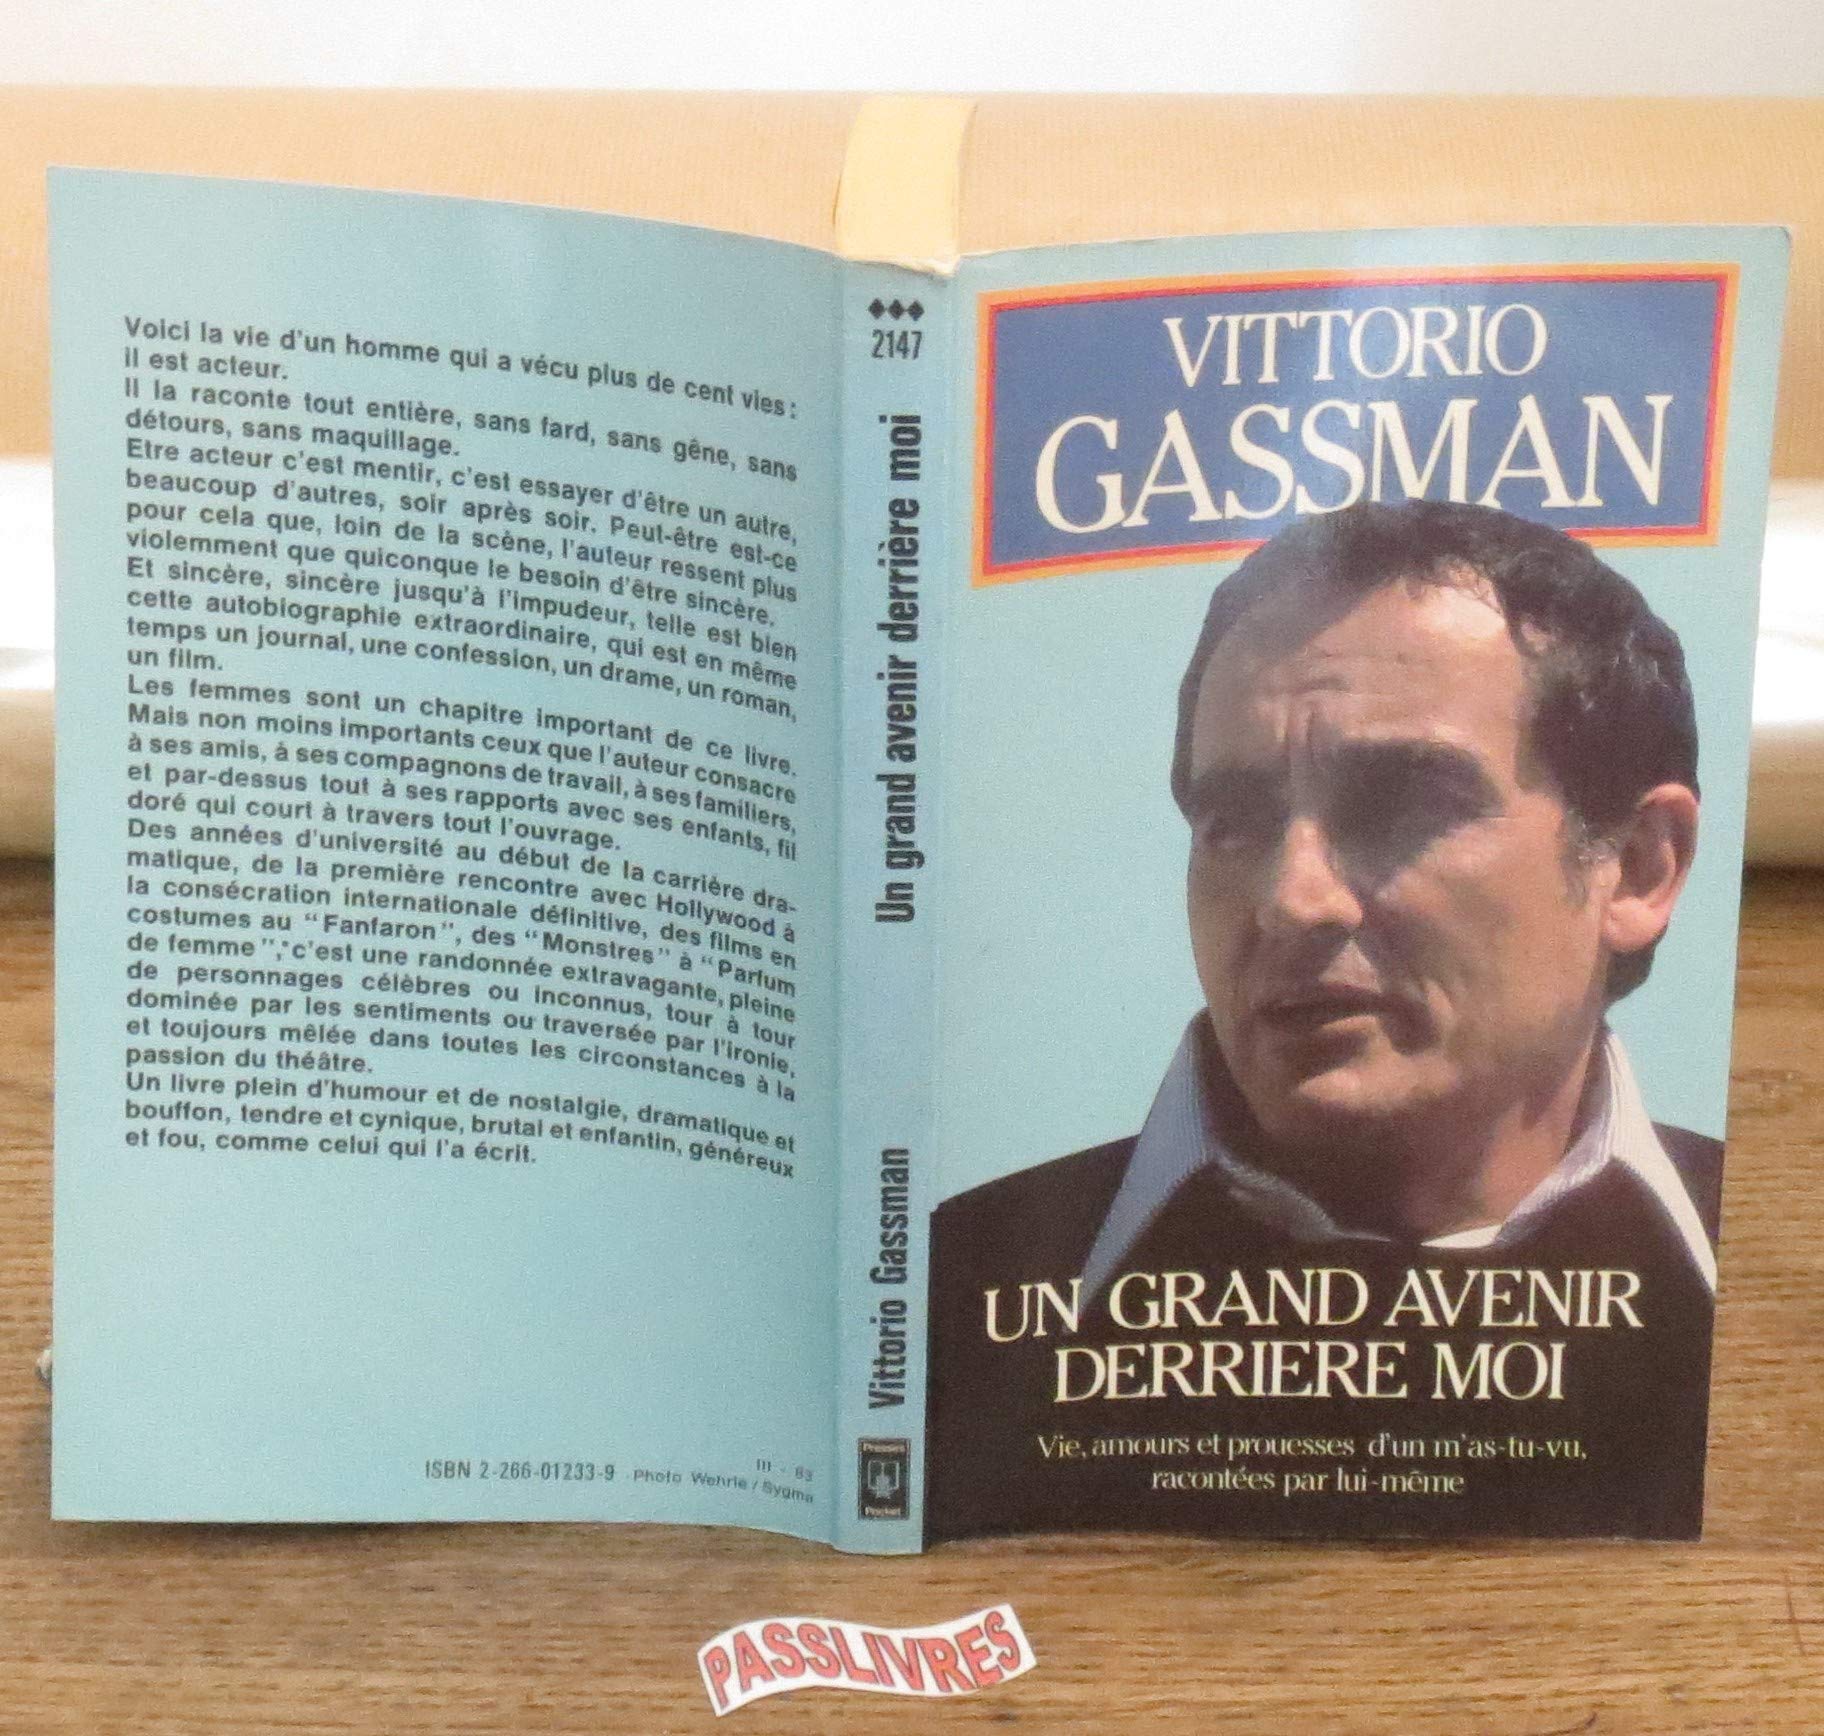 Voici la vie d'un homme qui a vécu plus de cent vies :
il est acteur.
Il la raconte tout entière, sans fard, sans gêne, sans
détours, sans maquillage.
Etre acteur c'est mentir, c'est essayer d'être un autre,
beaucoup d'autres, soir après soir. Peut-être est-ce
pour cela que, loin de la scène, l'auteur ressent plus
violemment que quiconque le besoin d'être sincère.
Et sincère, sincère jusqu'à l'impudeur, telle est bien
cette autobiographie extraordinaire, qui est en même
temps un journal, une confession, un drame, un roman,
un film.
Les femmes sont un chapitre important de ce livre.
Mais non moins importants ceux que l'auteur consacre
à ses amis, à ses compagnons de travail, à ses familiers,
et par-dessus tout à ses rapports avec ses enfants, fil
doré qui court à travers tout l'ouvrage.
Des années d'université au début de la carrière dra-
matique, de la première rencontre avec Hollywood à
la consécration internationale définitive, des films en
costumes au "Fanfaron", des "Monstres" à "Parfum
de femme", c'est une randonnée extravagante, pleine
de personnages célèbres ou inconnus, tour à tour
dominée par les sentiments ou traversée par l'ironie,
et toujours mêlée dans toutes les circonstances à la
passion du théâtre.
Un livre plein d'humour et de nostalgie, dramatique et
bouffon, tendre et cynique, brutal et enfantin, généreux
et fou, comme celui qui l'a écrit.
III - 83
ISBN 2-266-01233-9 Photo Wehrle / Sygma
2147
Un grand avenir derrière moi
Vittorio Gassman
Presses
Pocket
VITTORIO
GASSMAN
UN GRAND AVENIR
DERRIERE MOI
Vie, amours et prouesses d'un m'as-tu-vu,
racontées par lui-même
PASSLIVRES